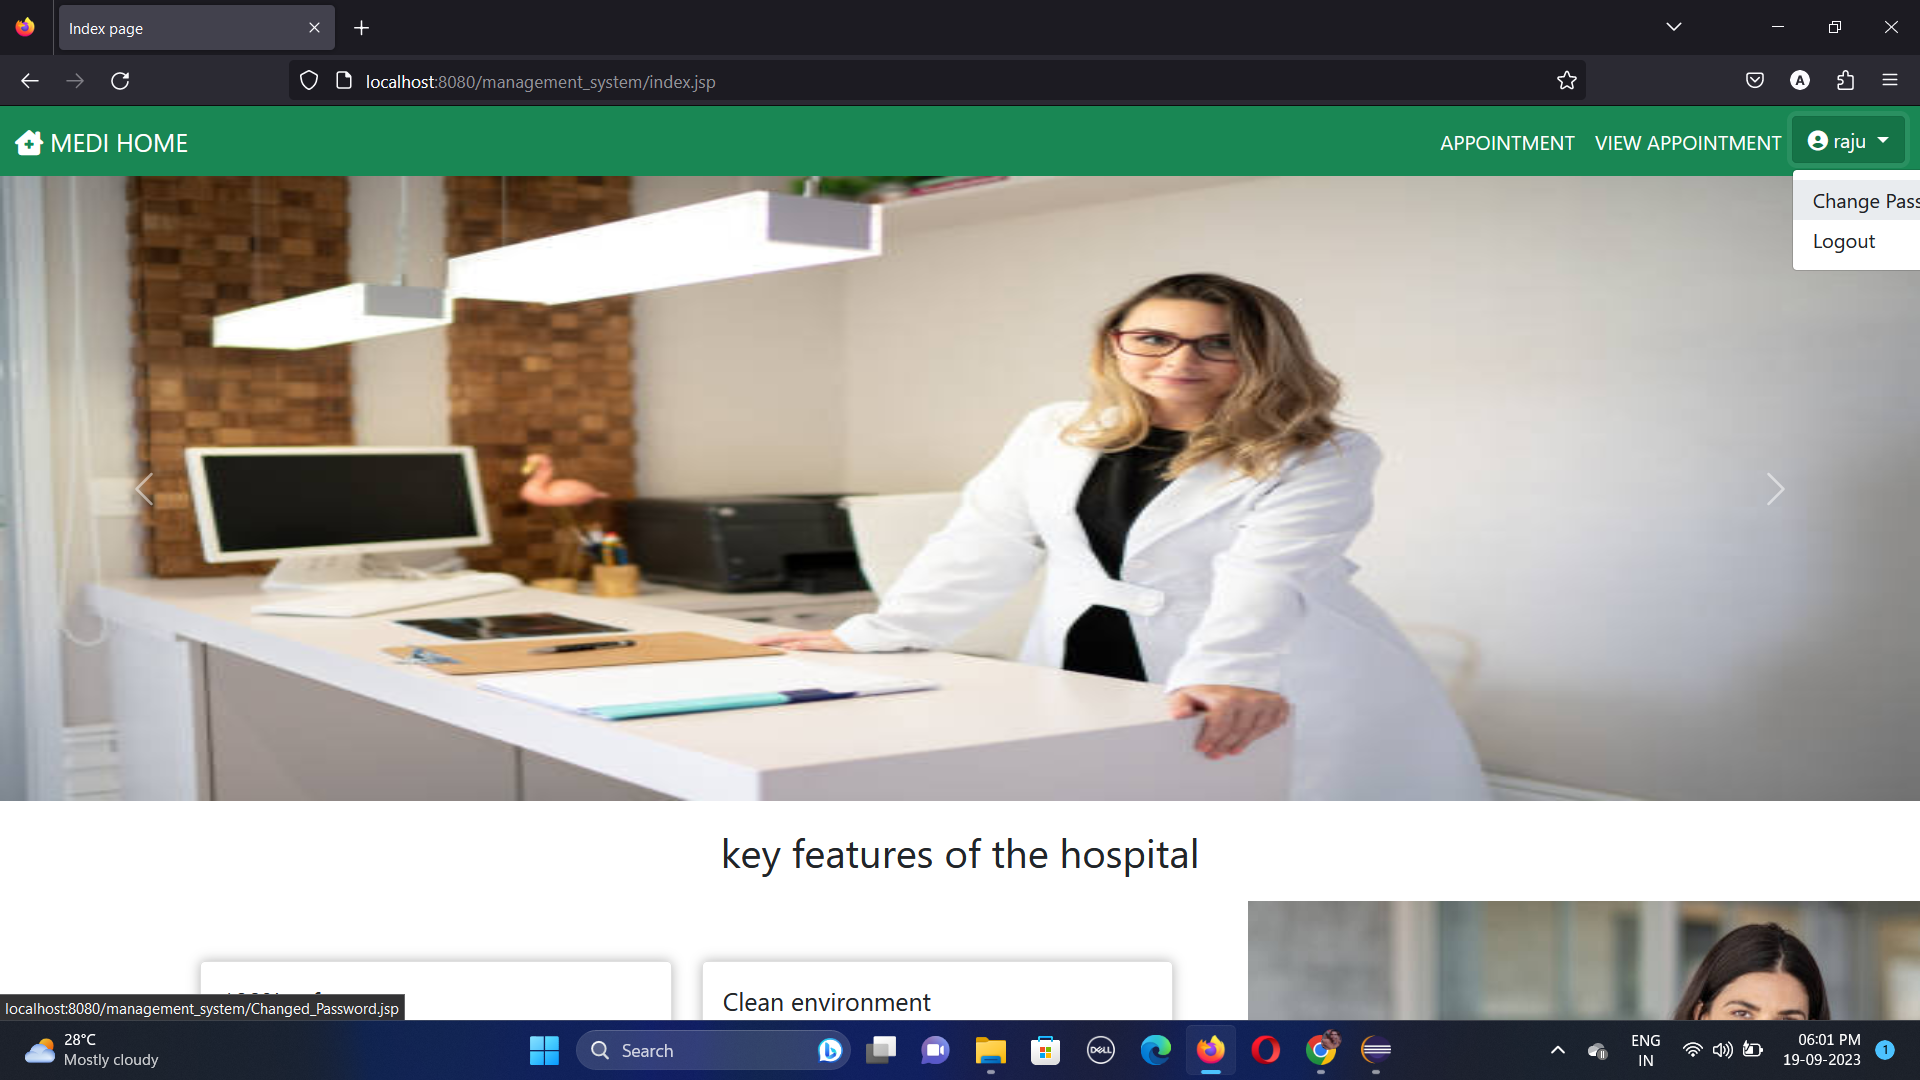 Index page
localhost:8080/management_system/index.jsp
A
MEDI HOME
APPOINTMENT
VIEW APPOINTMENT
raju
Change Pass
Logout
key features of the hospital
Clean environment
localhost:8080/management_system/Changed_Password.jsp
28°C
Mostly cloudy
Search
DELL
ENG
IN
06:01 PM
19-09-2023
1